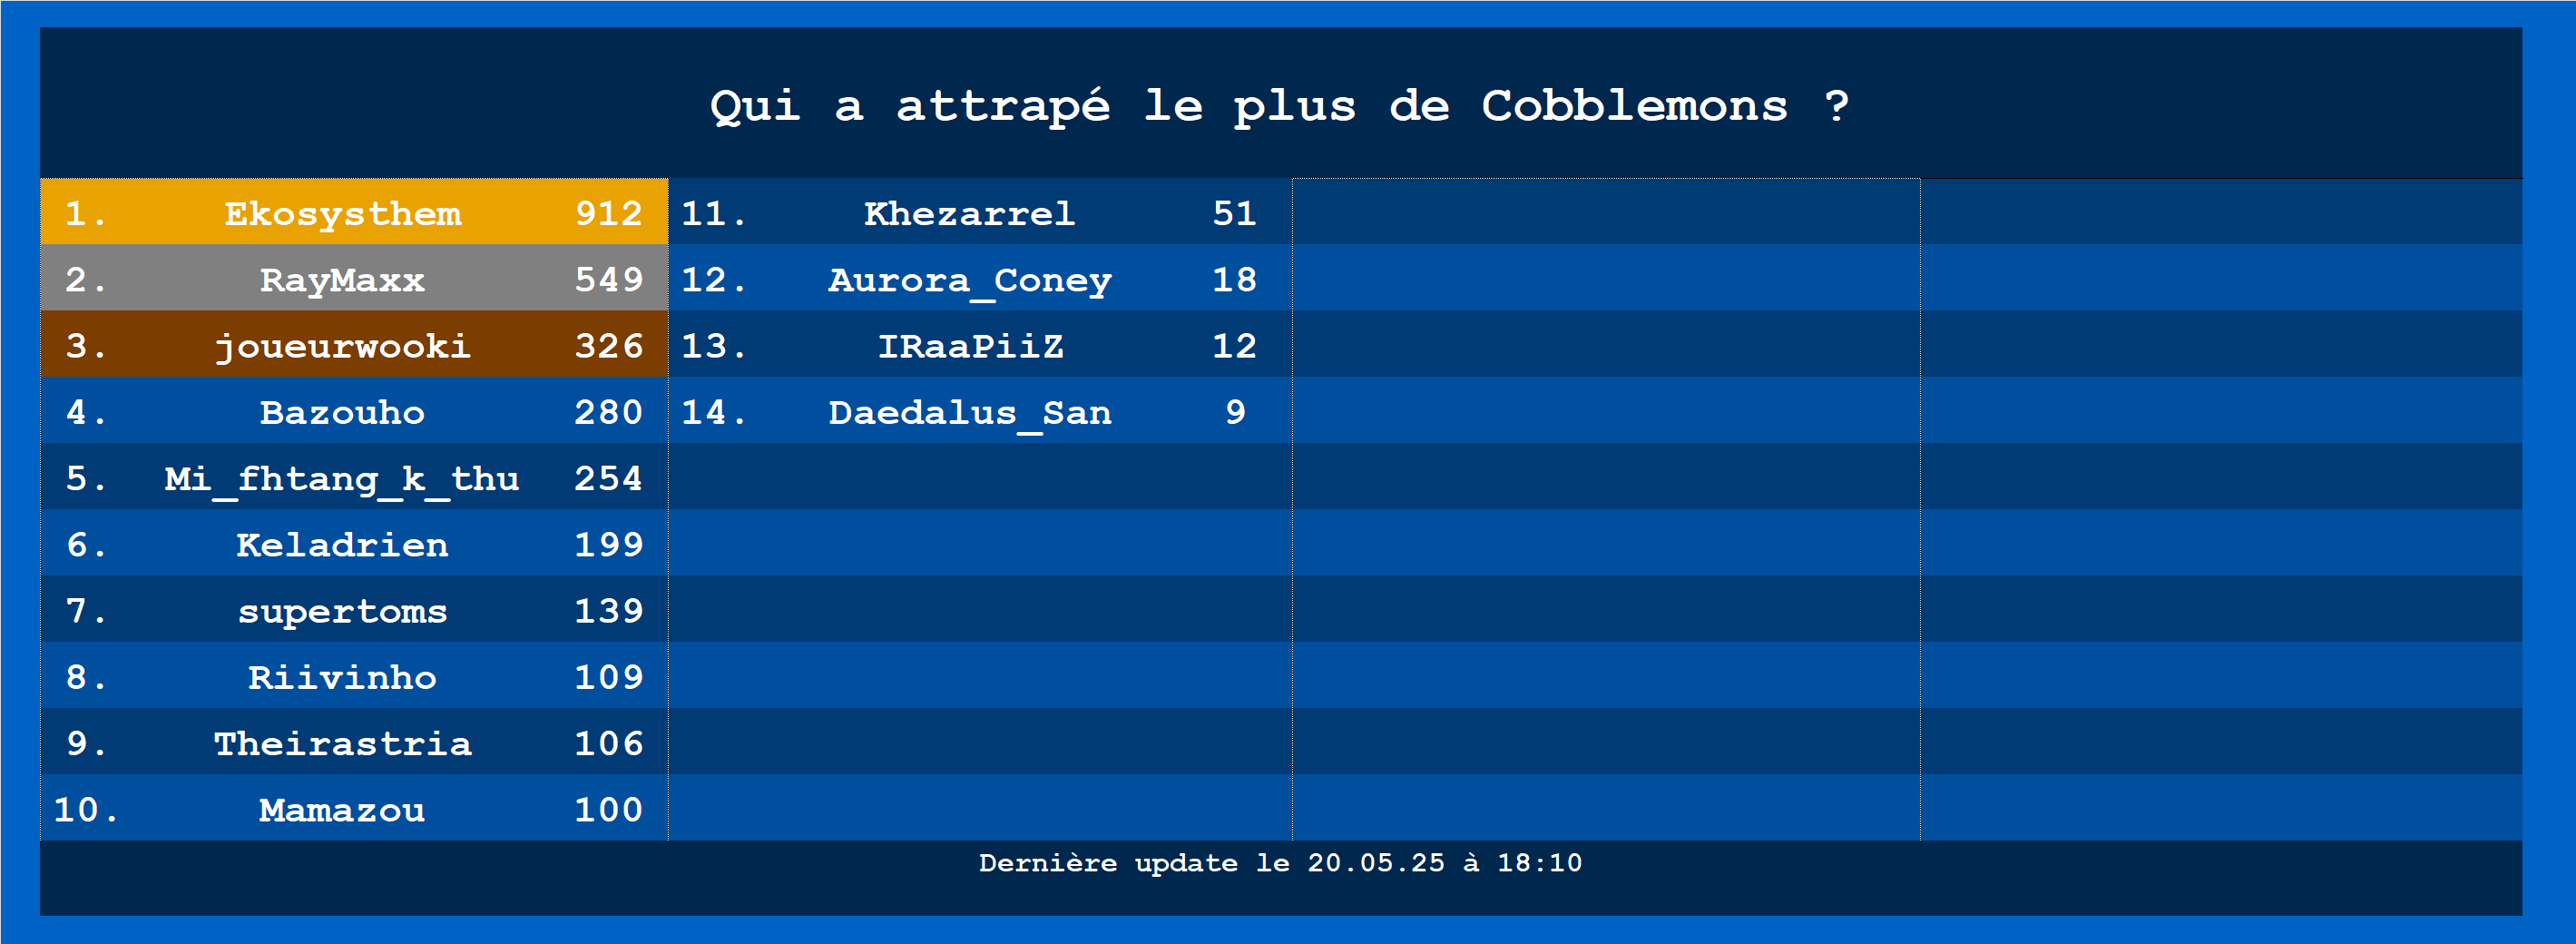 Qui a attrapé le plus de Cobblemons ?
1. Ekosysthem 912
2. RayMaxx 549
3. joueurwooki 326
4. Bazouho 280
5. Mi_fhtang_k_thu 254
6. Keladrien 199
7. supertoms 139
8. Riivinho 109
9. Theirastria 106
10. Mamazou 100
11. Khezarrel 51
12. Aurora_Coney 18
13. IRaaPiiZ 12
14. Daedalus_San 9
Dernière update le 20.05.25 à 18:10